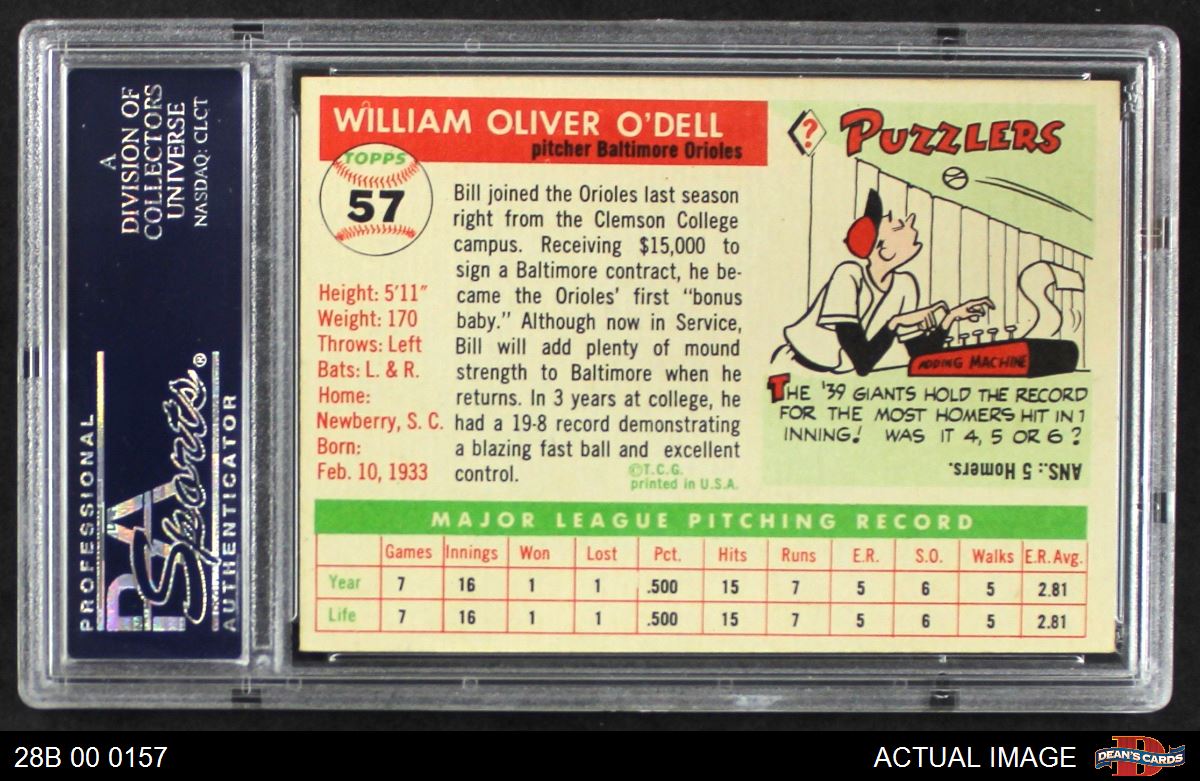 A
DIVISION OF
COLLECTORS
UNIVERSE
NASDAQ: CLCT
PROFESSIONAL
PSA
Sports®
AUTHENTICATOR
WILLIAM OLIVER O'DELL
pitcher Baltimore Orioles
TOPPS
57
Height: 5'11"
Weight: 170
Throws: Left
Bats: L. & R.
Home:
Newberry, S. C.
Born:
Feb. 10, 1933
Bill joined the Orioles last season
right from the Clemson College
campus. Receiving $15,000 to
sign a Baltimore contract, he be-
came the Orioles' first "bonus
baby." Although now in Service,
Bill will add plenty of mound
strength to Baltimore when he
returns. In 3 years at college, he
had a 19-8 record demonstrating
a blazing fast ball and excellent
control.
©T.C.G.
printed in U.S.A.
? PUZZLERS
ADDING MACHINE
THE '39 GIANTS HOLD THE RECORD
FOR THE MOST HOMERS HIT IN 1
INNING! WAS IT 4, 5 OR 6?
ANS.: 5 Homers.
MAJOR LEAGUE PITCHING RECORD
Games Innings Won Lost Pct. Hits Runs E.R. S.O. Walks E.R. Avg.
Year 7 16 1 1 .500 15 7 5 6 5 2.81
Life 7 16 1 1 .500 15 7 5 6 5 2.81
28B 00 0157
ACTUAL IMAGE
D
DEAN'S CARDS